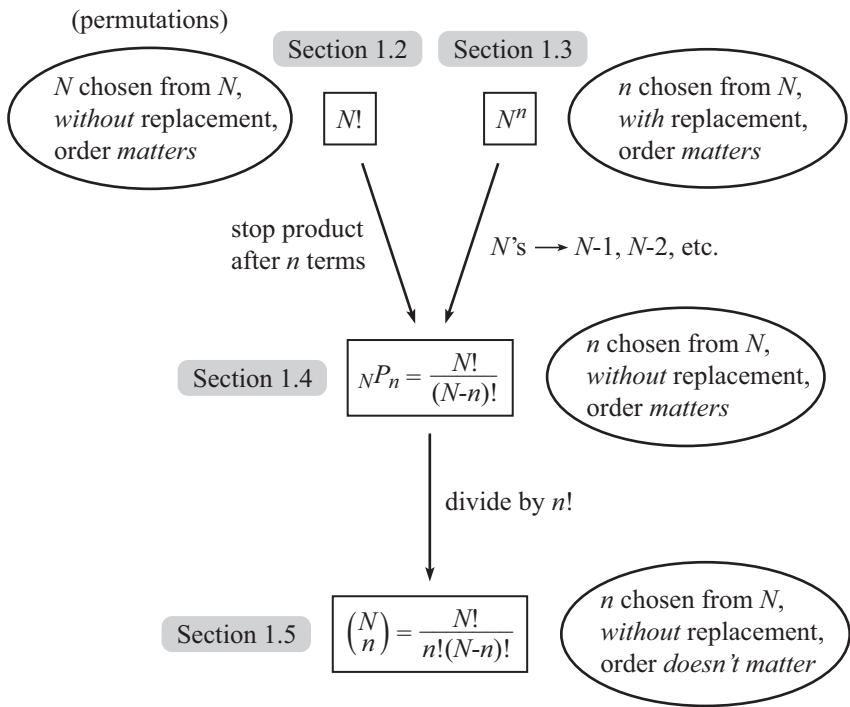 (permutations)
Section 1.2
Section 1.3
N chosen from N,
without replacement,
order matters
N!
Nⁿ
n chosen from N,
with replacement,
order matters
stop product
after n terms
N's ⟶ N-1, N-2, etc.
Section 1.4
ₙPₙ = N!/(N-n)!
n chosen from N,
without replacement,
order matters
divide by n!
Section 1.5
(N n) = N!/n!(N-n)!
n chosen from N,
without replacement,
order doesn't matter